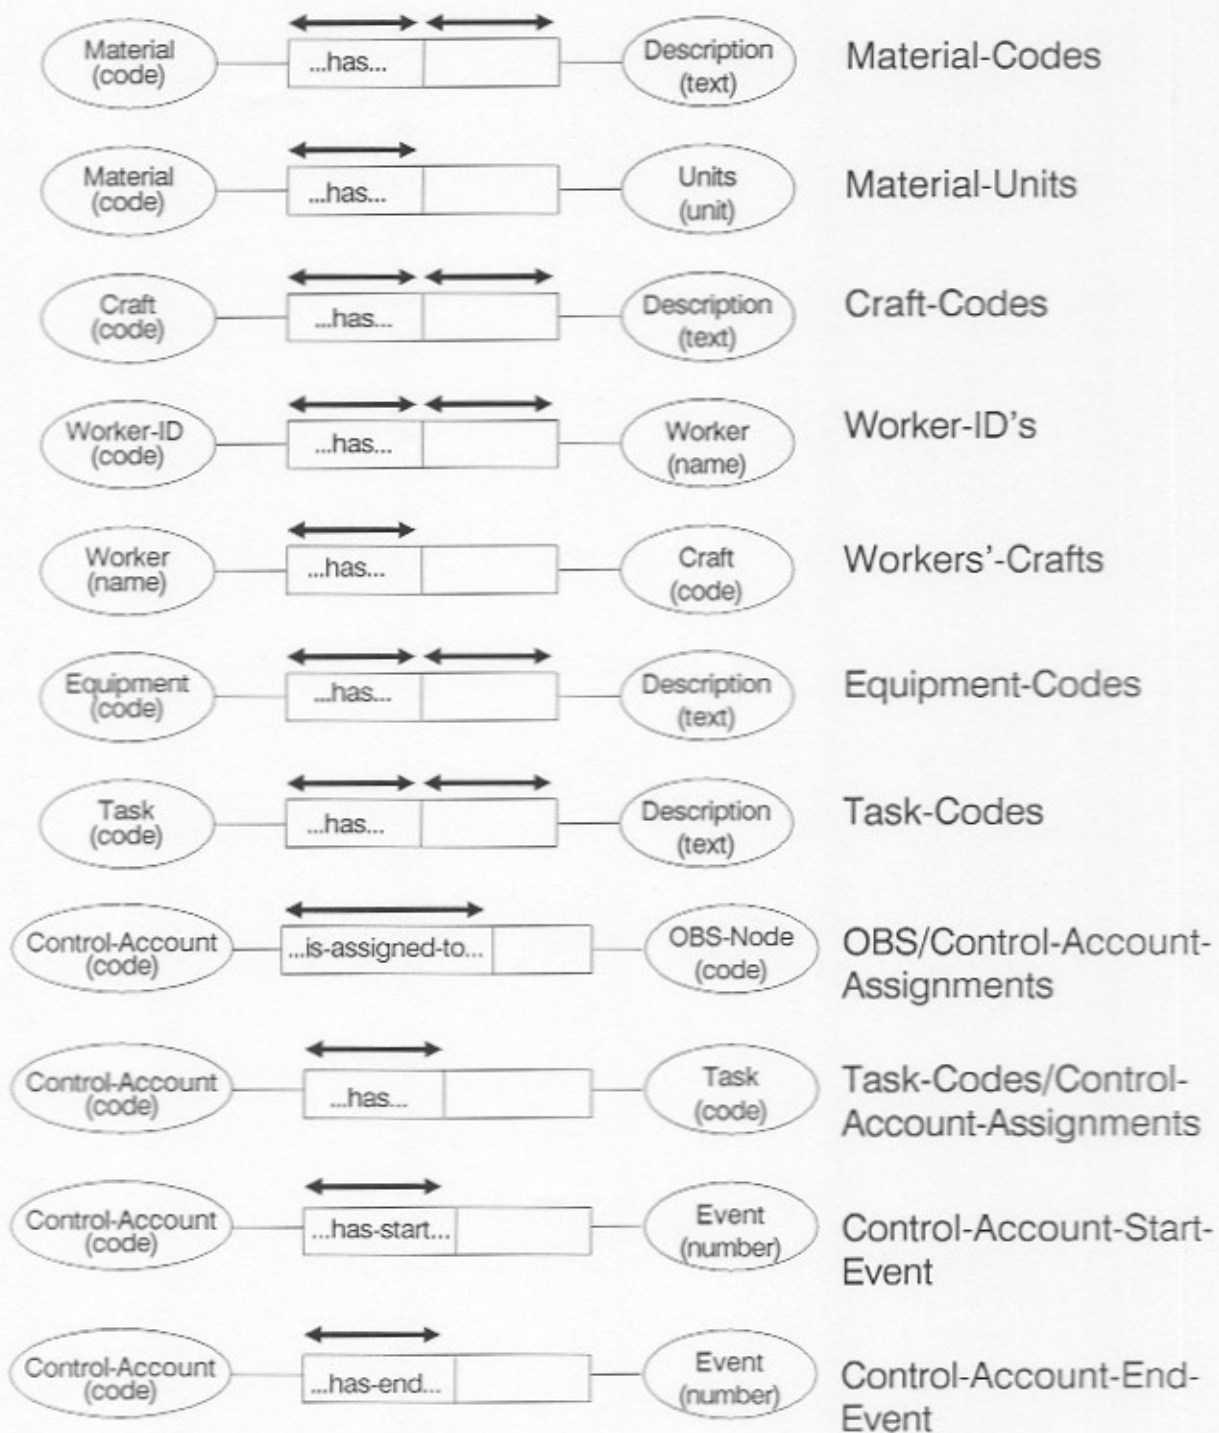 Material
(code)
...has...
Description
(text)
Material-Codes
Material
(code)
...has...
Units
(unit)
Material-Units
Craft
(code)
...has...
Description
(text)
Craft-Codes
Worker-ID
(code)
...has...
Worker
(name)
Worker-ID's
Worker
(name)
...has...
Craft
(code)
Workers'-Crafts
Equipment
(code)
...has...
Description
(text)
Equipment-Codes
Task
(code)
...has...
Description
(text)
Task-Codes
Control-Account
(code)
...is-assigned-to...
OBS-Node
(code)
OBS/Control-Account-
Assignments
Control-Account
(code)
...has...
Task
(code)
Task-Codes/Control-
Account-Assignments
Control-Account
(code)
...has-start...
Event
(number)
Control-Account-Start-
Event
Control-Account
(code)
...has-end...
Event
(number)
Control-Account-End-
Event